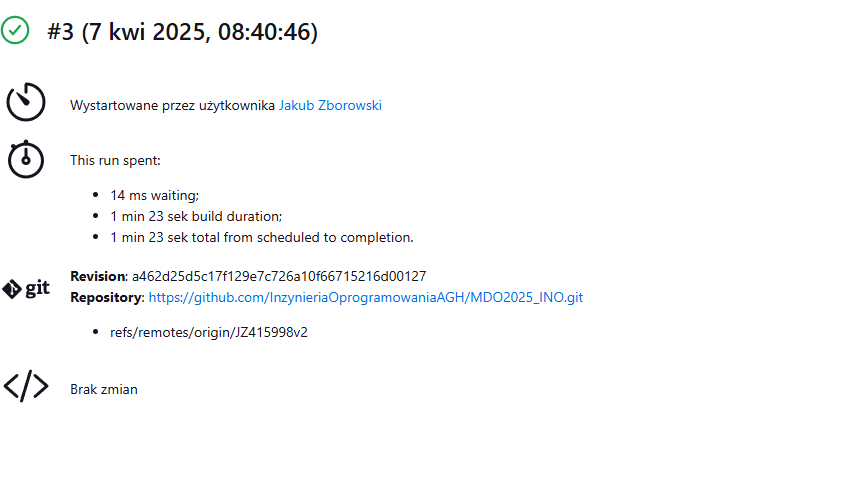 #3 (7 kwi 2025, 08:40:46)
Wystartowane przez użytkownika Jakub Zborowski
This run spent:
14 ms waiting;
1 min 23 sek build duration;
1 min 23 sek total from scheduled to completion.
git
Revision: a462d25d5c17f129e7c726a10f66715216d00127
Repository: https://github.com/InzynieriaOprogramowaniaAGH/MDO2025_INO.git
refs/remotes/origin/JZ415998v2
Brak zmian